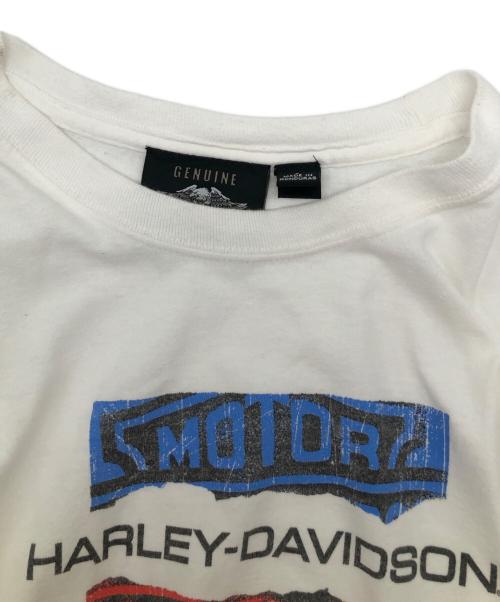 GENUINE
MADE IN
HONDURAS
MOTOR
HARLEY-DAVIDSON